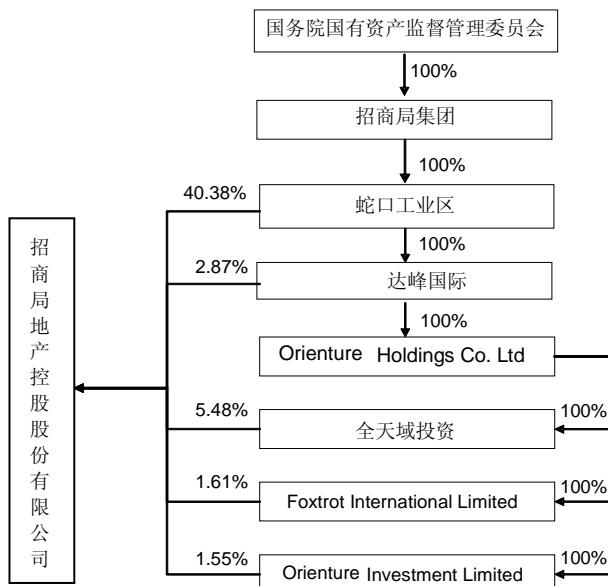 国务院国有资产监督管理委员会
100%
招商局集团
100%
40.38%
蛇口工业区
100%
2.87%
达峰国际
100%
Orienture Holdings Co. Ltd
招商局地产控股股份有限公司
5.48%
全天域投资
100%
1.61%
Foxtrot International Limited
100%
1.55%
Orienture Investment Limited
100%